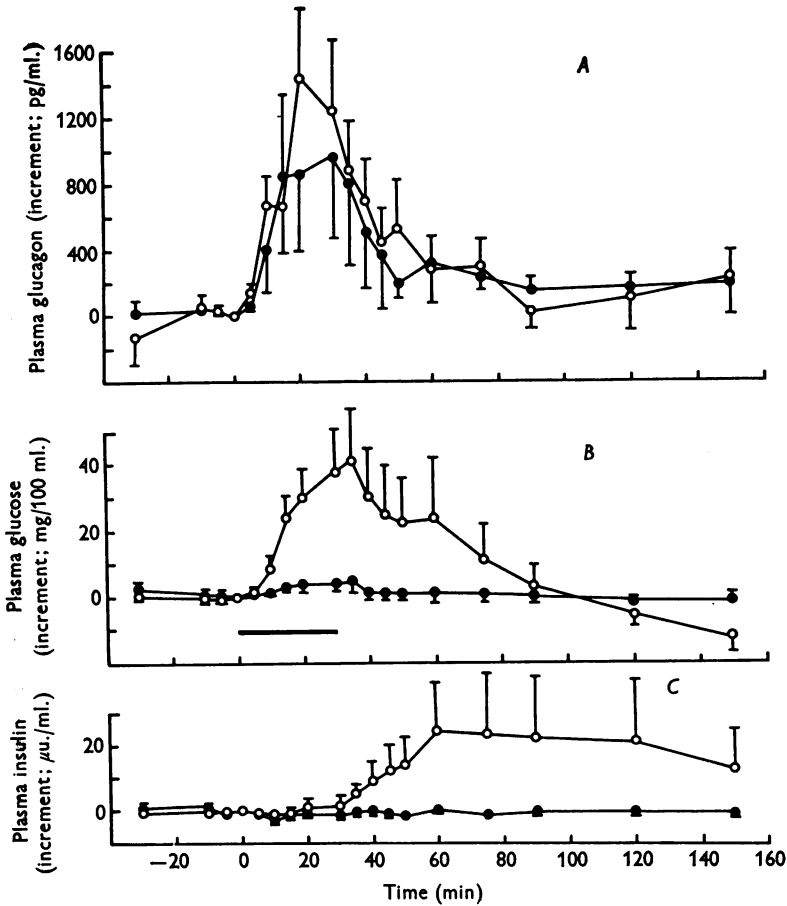 Plasma glucagon (increment; pg/ml.)
1600
1200
800
400
0
A
Plasma glucose
(increment; mg/100 ml.)
40
20
0
B
Plasma insulin
(increment; μu./ml.)
20
0
C
−20 0 20 40 60 80 100 120 140 160
Time (min)